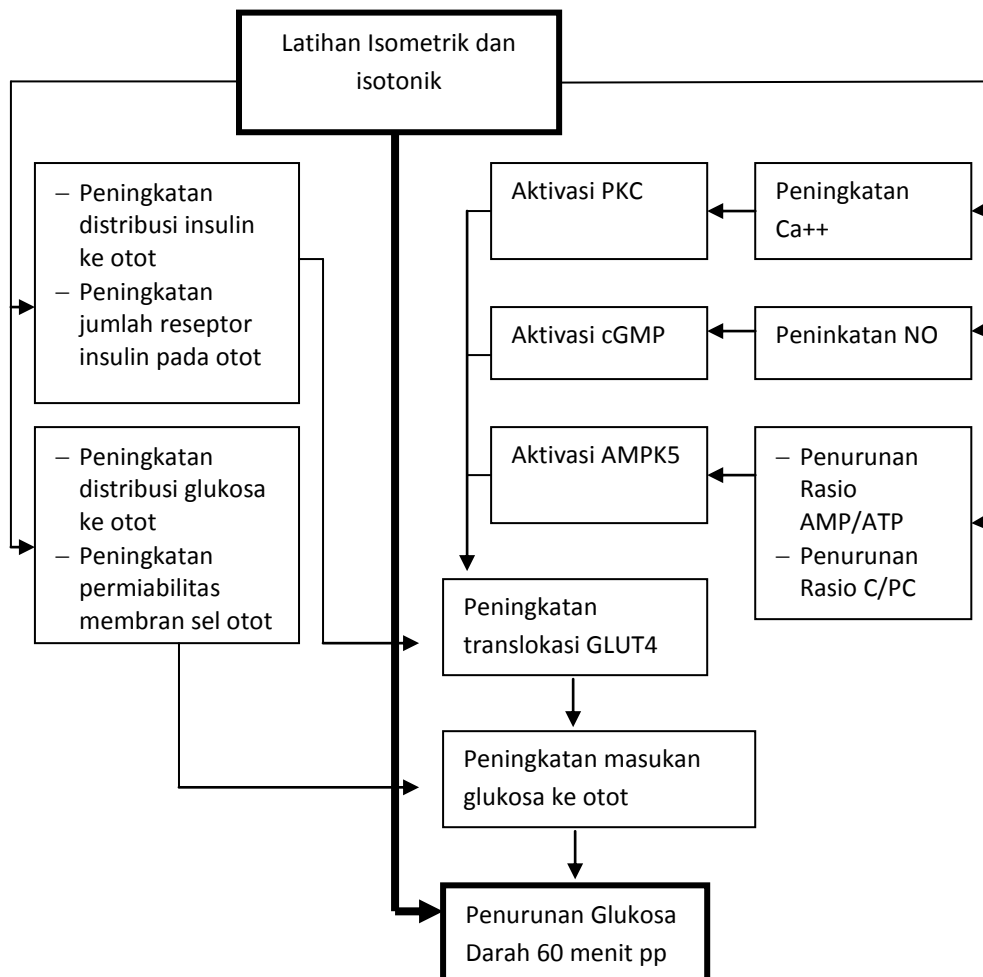 Latihan Isometrik dan
isotonik
– Peningkatan
distribusi insulin
ke otot
– Peningkatan
jumlah reseptor
insulin pada otot
Aktivasi PKC
Peningkatan
Ca++
Aktivasi cGMP
Peninkatan NO
– Peningkatan
distribusi glukosa
ke otot
– Peningkatan
permiabilitas
membran sel otot
Aktivasi AMPK5
– Penurunan
Rasio
AMP/ATP
– Penurunan
Rasio C/PC
Peningkatan
translokasi GLUT4
Peningkatan masukan
glukosa ke otot
Penurunan Glukosa
Darah 60 menit pp